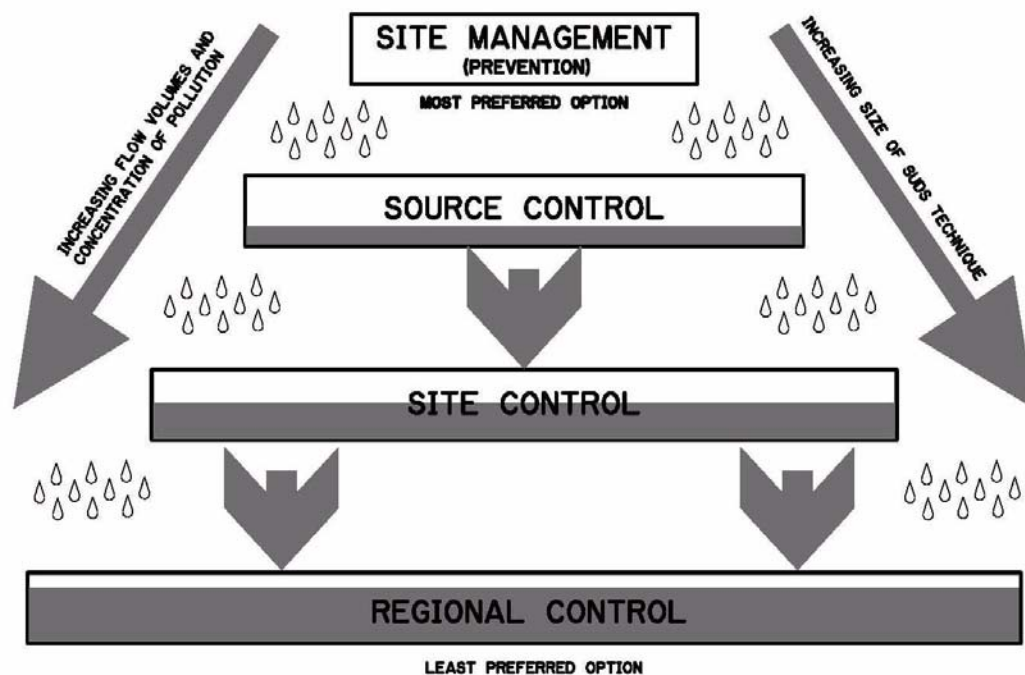 SITE MANAGEMENT
(PREVENTION)
MOST PREFERRED OPTION
INCREASING FLOW VOLUMES AND
CONCENTRATION OF POLLUTION
INCREASING SIZE OF SUDS TECHNIQUE
SOURCE CONTROL
SITE CONTROL
REGIONAL CONTROL
LEAST PREFERRED OPTION